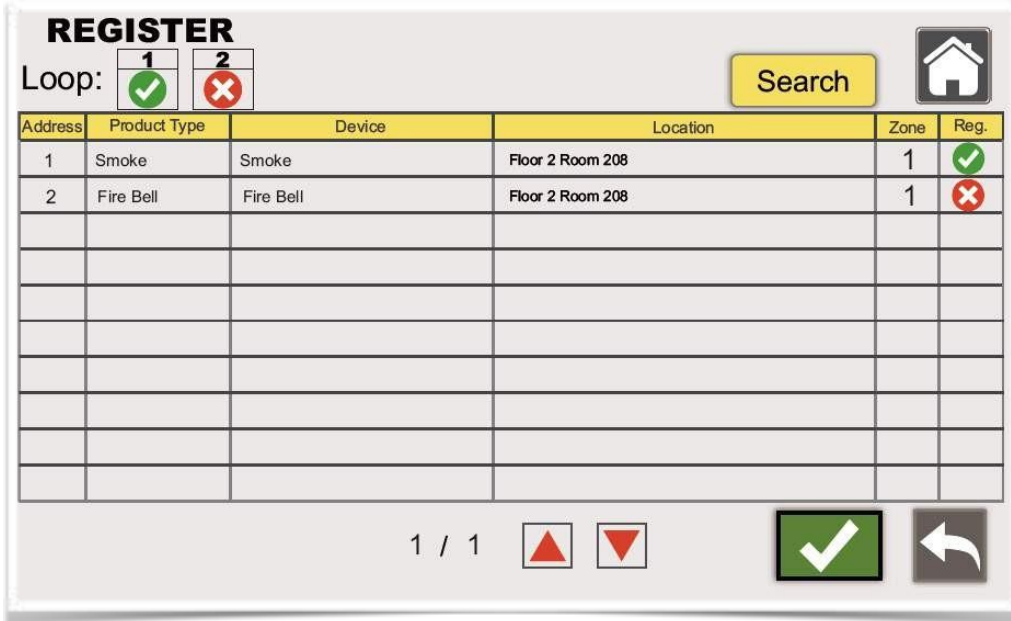 REGISTER
Loop: 1 2
Search
Address Product Type Device Location Zone Reg.
1 Smoke Smoke Floor 2 Room 208 1
2 Fire Bell Fire Bell Floor 2 Room 208 1
1 / 1